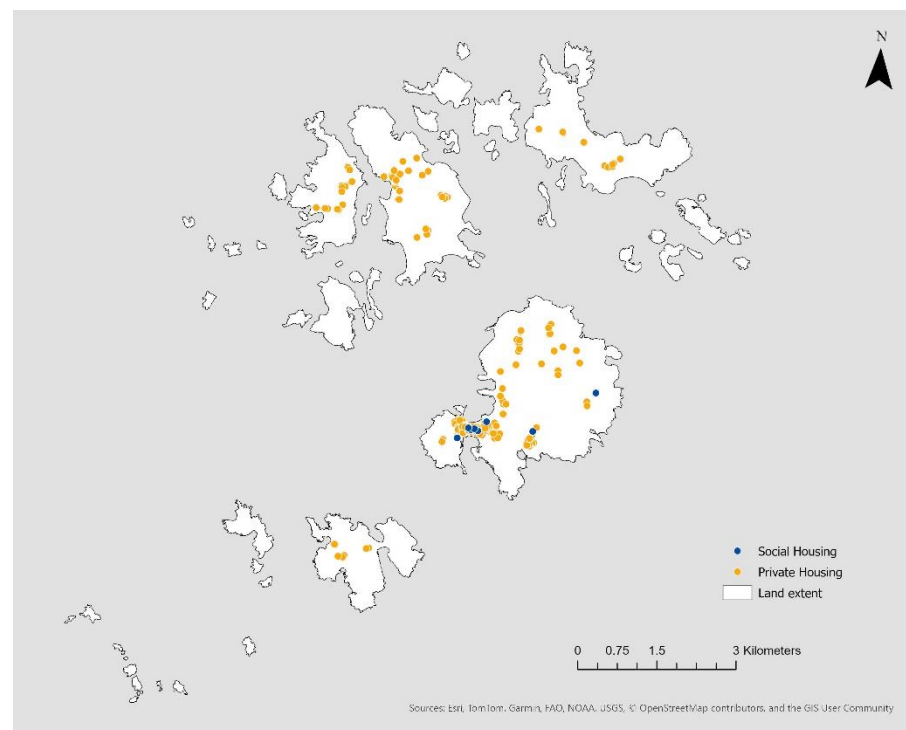 N
Social Housing
Private Housing
Land extent
0 0.75 1.5 3 Kilometers
Sources: Esri, TomTom, Garmin, FAO, NOAA, USGS, © OpenStreetMap contributors, and the GIS User Community